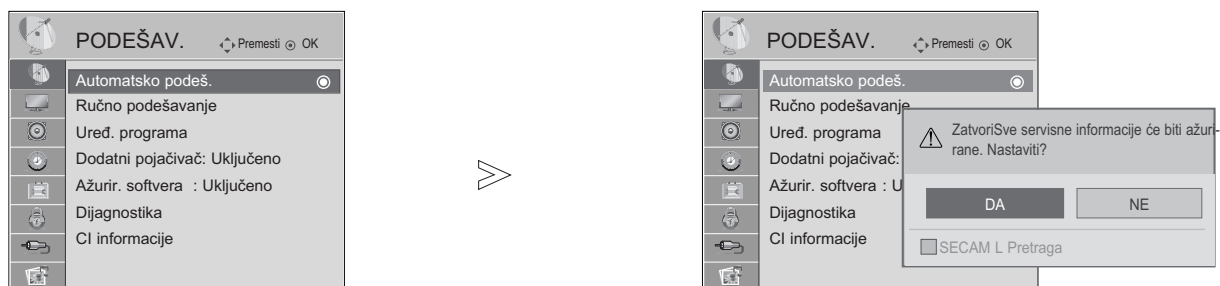 PODEŠAV. Premesti OK
Automatsko podeš.
Ručno podešavanje
Uređ. programa
Dodatni pojačivač: Uključeno
Ažurir. softvera : Uključeno
Dijagnostika
CI informacije
PODEŠAV. Premesti OK
Automatsko podeš.
Ručno podešavanje
Uređ. programa
Dodatni pojačivač:
Ažurir. softvera : U
Dijagnostika
CI informacije
ZatvoriSve servisne informacije će biti ažuri-
rane. Nastaviti?
DA NE
SECAM L Pretraga